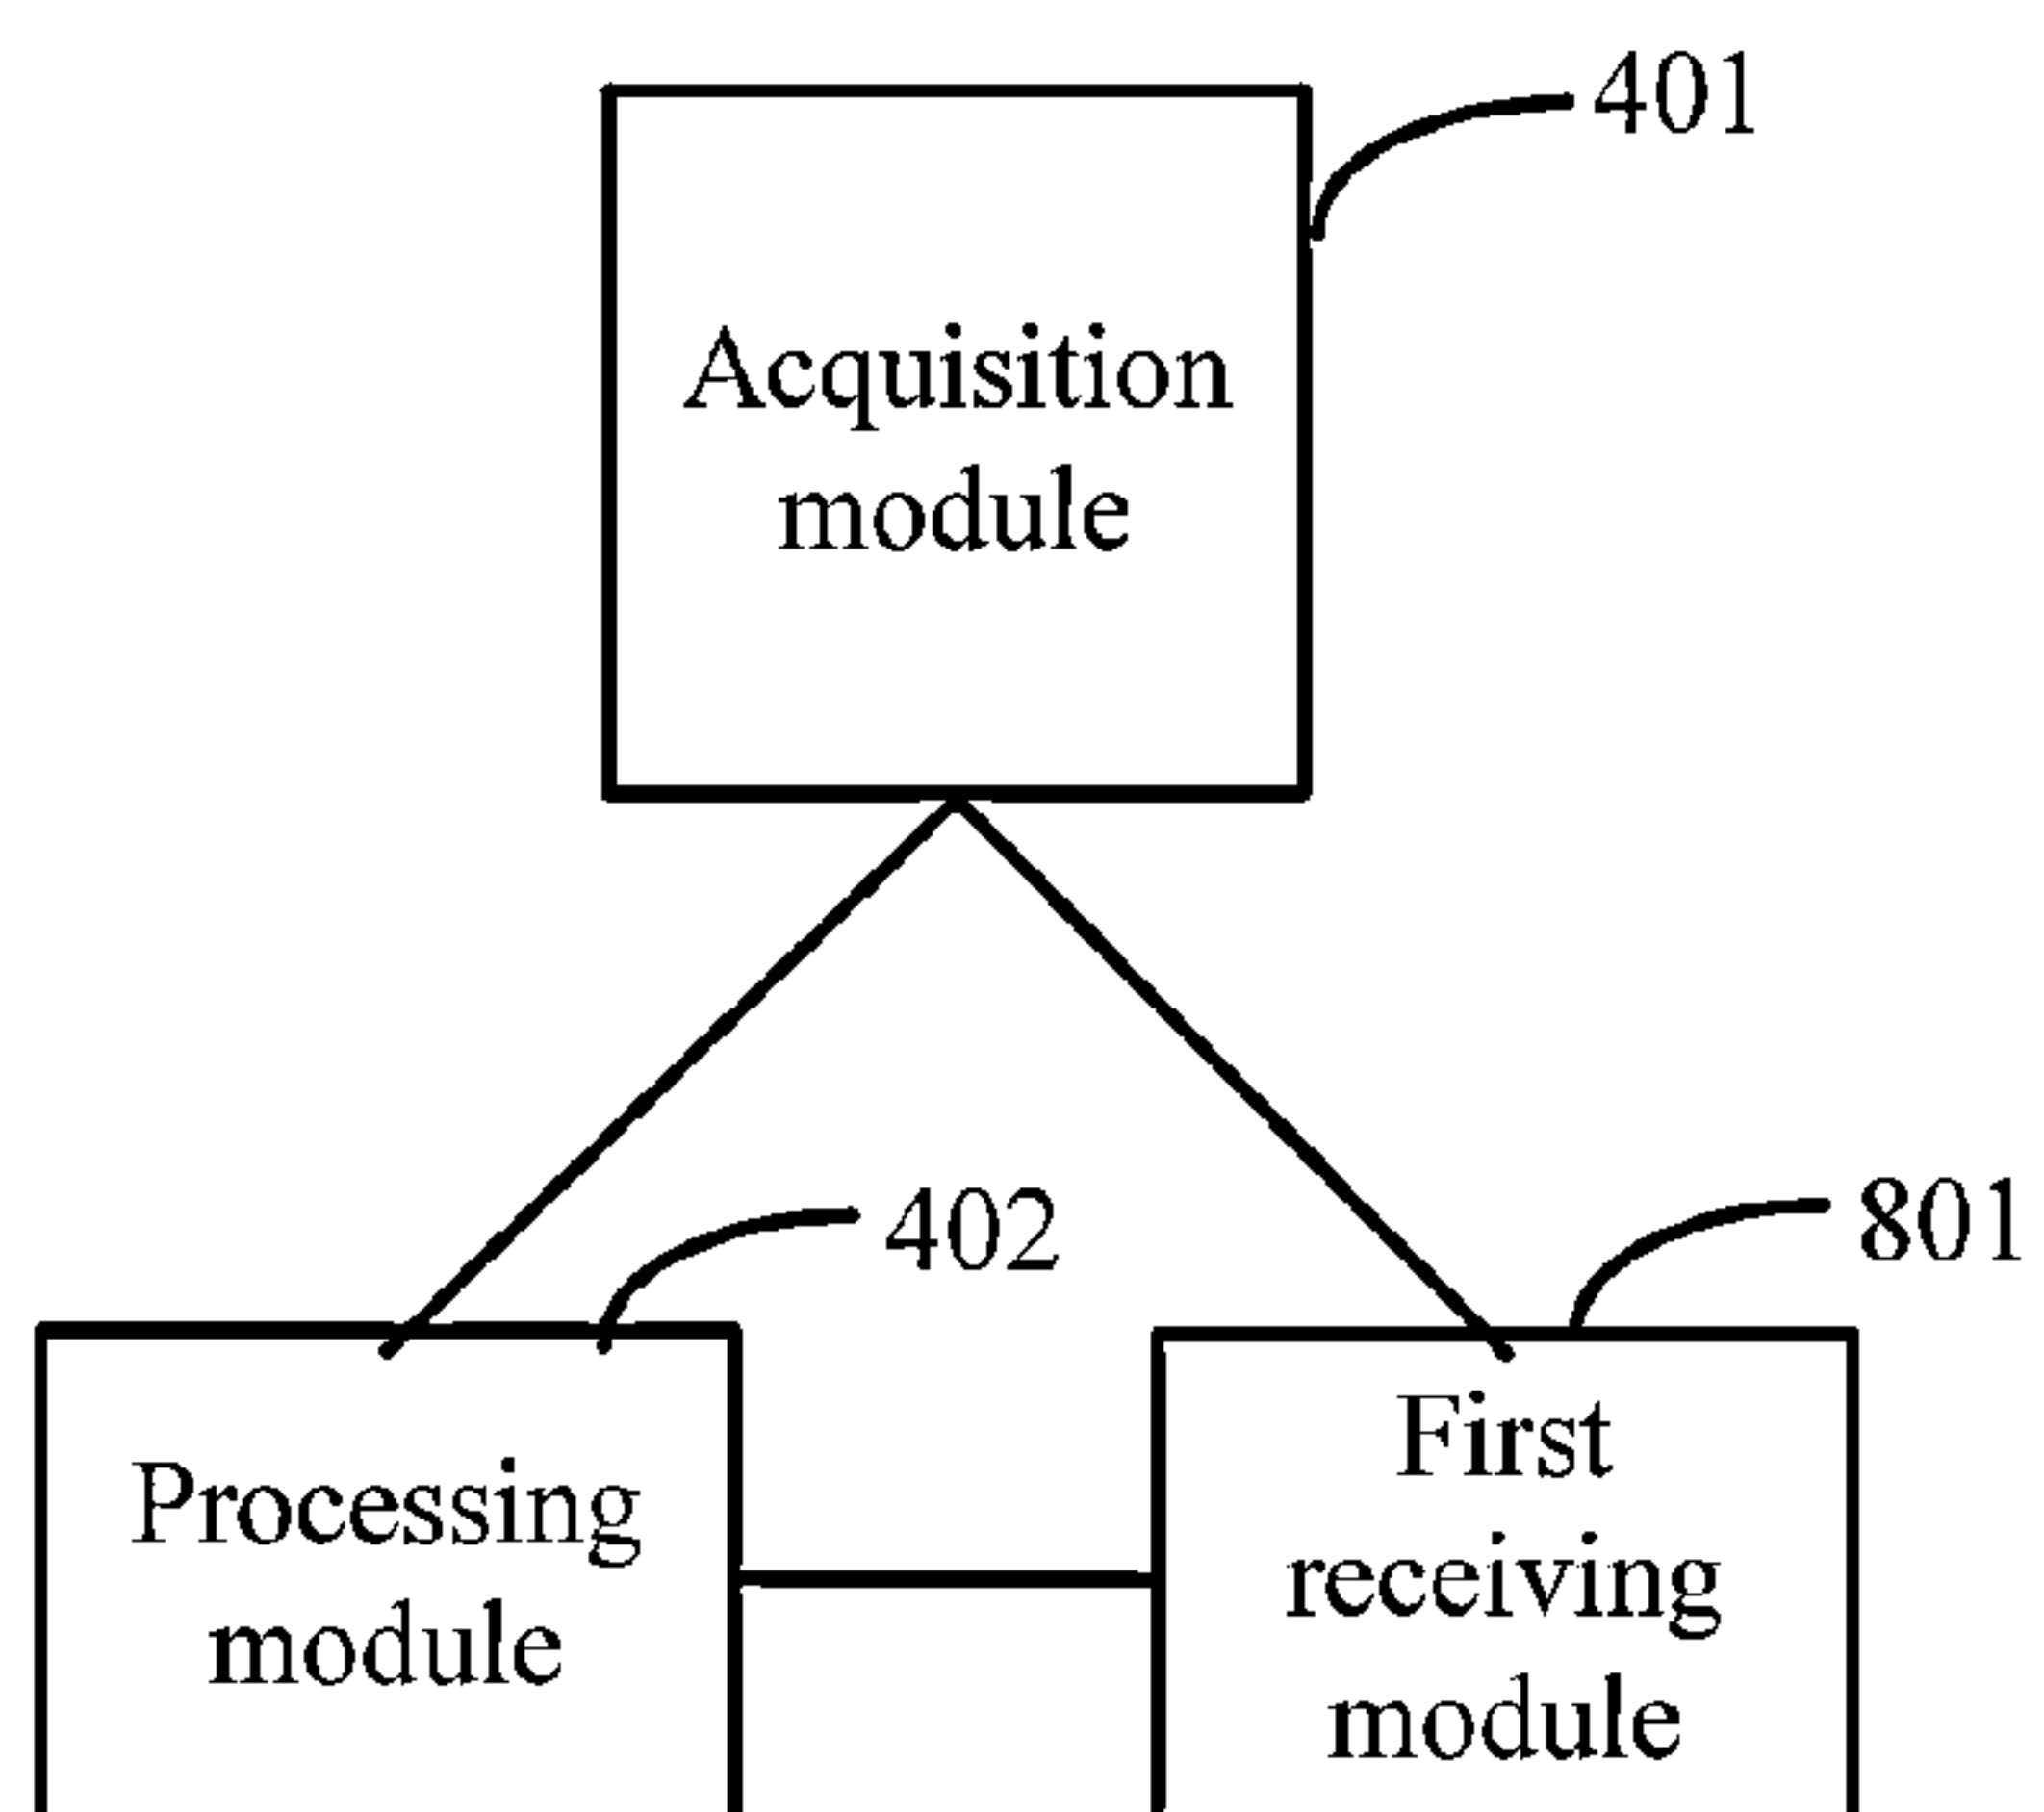 401
Acquisition
module
402
801
Processing
module
First
receiving
module